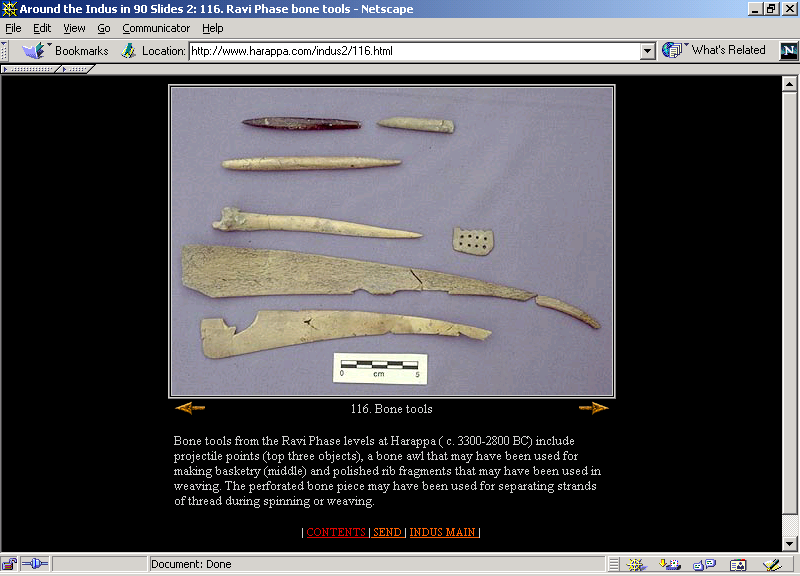 Around the Indus in 90 Slides 2: 116. Ravi Phase bone tools - Netscape
File Edit View Go Communicator Help
Bookmarks Location: http://www.harappa.com/indus2/116.html What's Related N
0 cm 5
116. Bone tools
Bone tools from the Ravi Phase levels at Harappa ( c. 3300-2800 BC) include
projectile points (top three objects), a bone awl that may have been used for
making basketry (middle) and polished rib fragments that may have been used in
weaving. The perforated bone piece may have been used for separating strands
of thread during spinning or weaving.
| CONTENTS | SEND | INDUS MAIN |
Document: Done